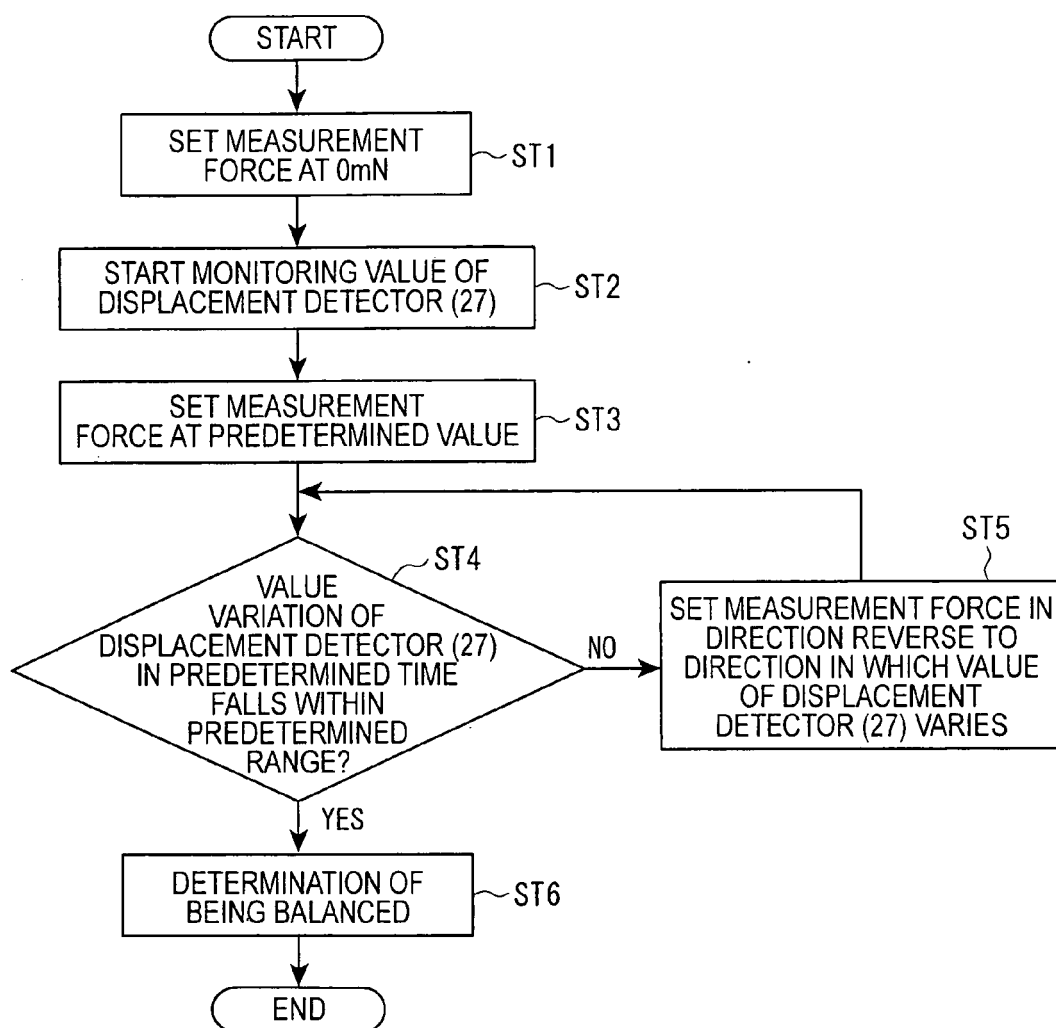 START
SET MEASUREMENT
FORCE AT 0mN
ST1
START MONITORING VALUE OF
DISPLACEMENT DETECTOR (27)
ST2
SET MEASUREMENT
FORCE AT PREDETERMINED VALUE
ST3
VALUE
VARIATION OF
DISPLACEMENT DETECTOR (27)
IN PREDETERMINED TIME
FALLS WITHIN
PREDETERMINED
RANGE?
ST4
NO
ST5
SET MEASUREMENT FORCE IN
DIRECTION REVERSE TO
DIRECTION IN WHICH VALUE
OF DISPLACEMENT
DETECTOR (27) VARIES
YES
DETERMINATION OF
BEING BALANCED
ST6
END